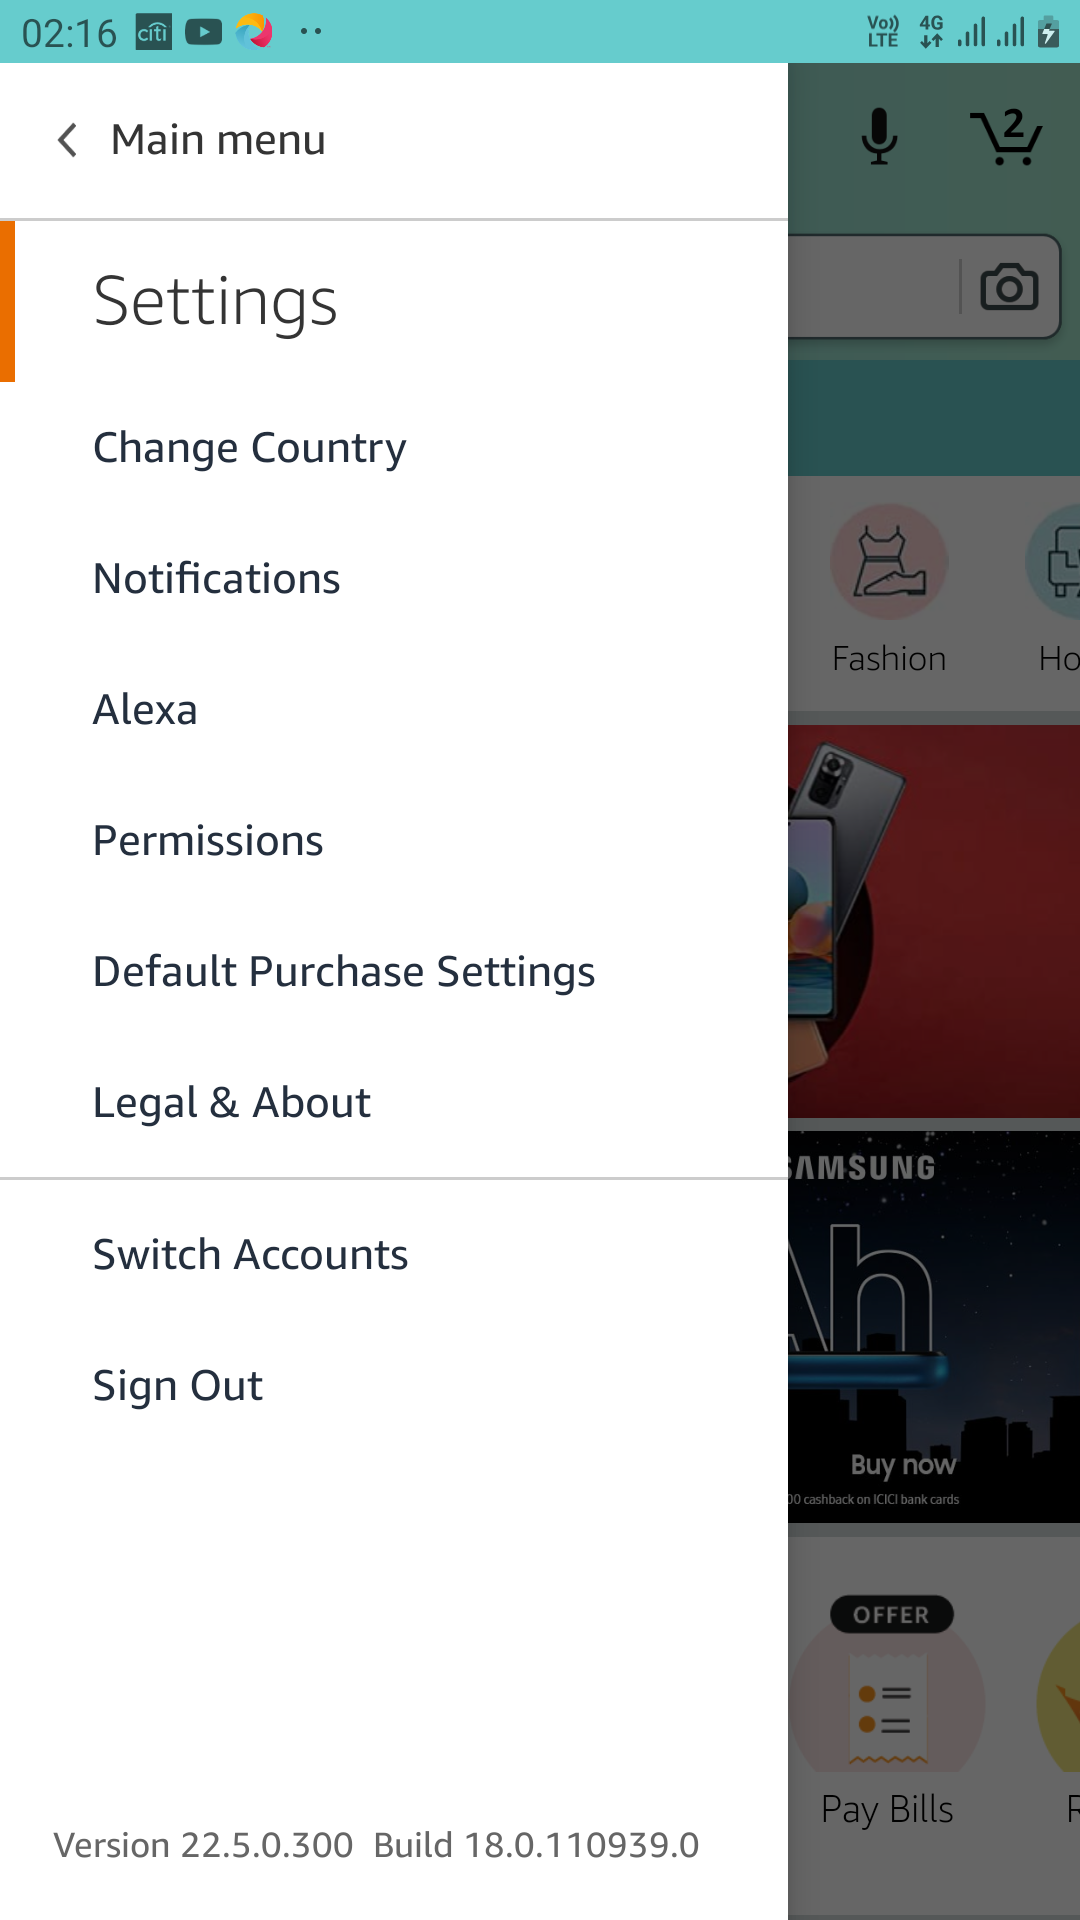 02:16 citi Vo)) LTE 4G
Main menu
2
Settings
Change Country
Notifications
Fashion Ho
Alexa
Permissions
Default Purchase Settings
Legal & About
SAMSUNG
Switch Accounts
Ah
Sign Out
Buy now
00 cashback on ICICI bank cards
OFFER
Pay Bills
Version 22.5.0.300 Build 18.0.110939.0